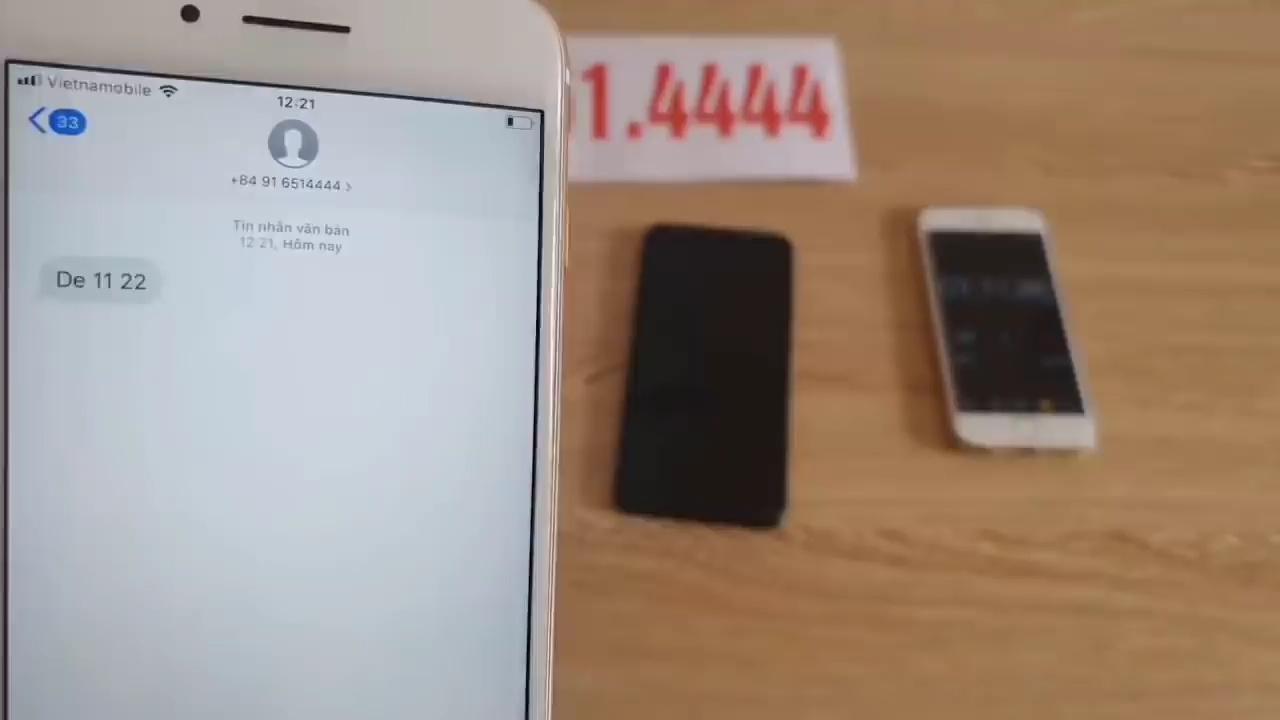 Vietnamobile
12:21
33
+84 91 6514444 >
Tin nhắn văn bản
12:21, Hôm nay
De 11 22
1.4444